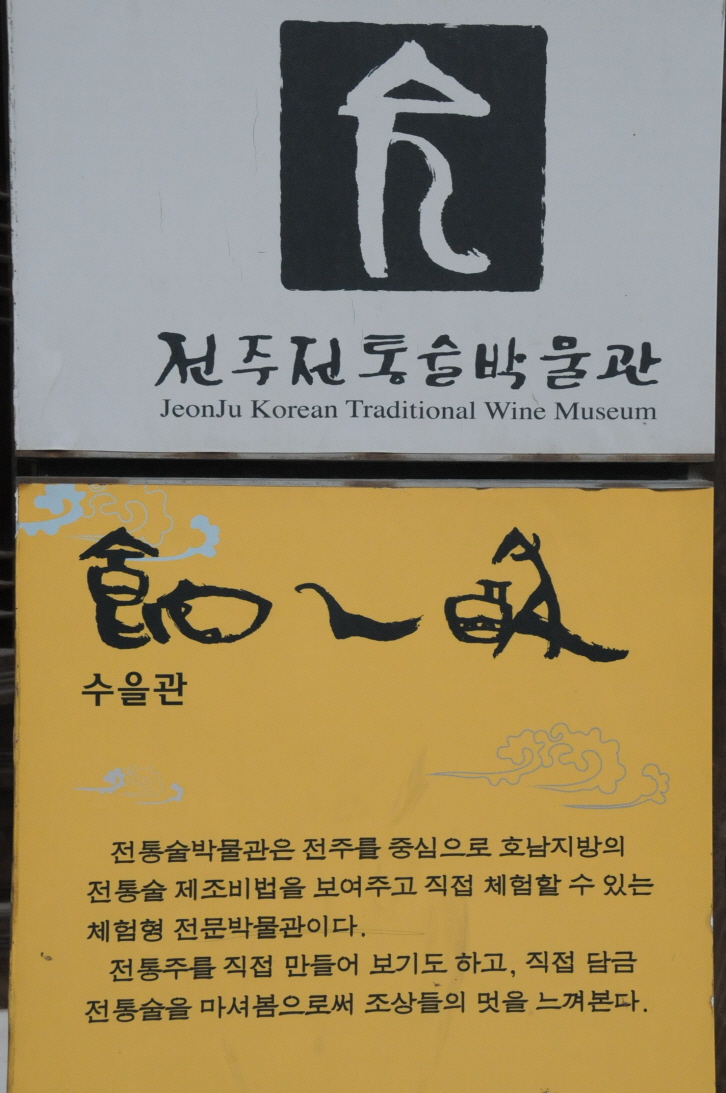 전주전통술박물관
JeonJu Korean Traditional Wine Museum
수을관
전통술박물관은 전주를 중심으로 호남지방의
전통술 제조비법을 보여주고 직접 체험할 수 있는
체험형 전문박물관이다.
전통주를 직접 만들어 보기도 하고, 직접 담금
전통술을 마셔봄으로써 조상들의 멋을 느껴본다.